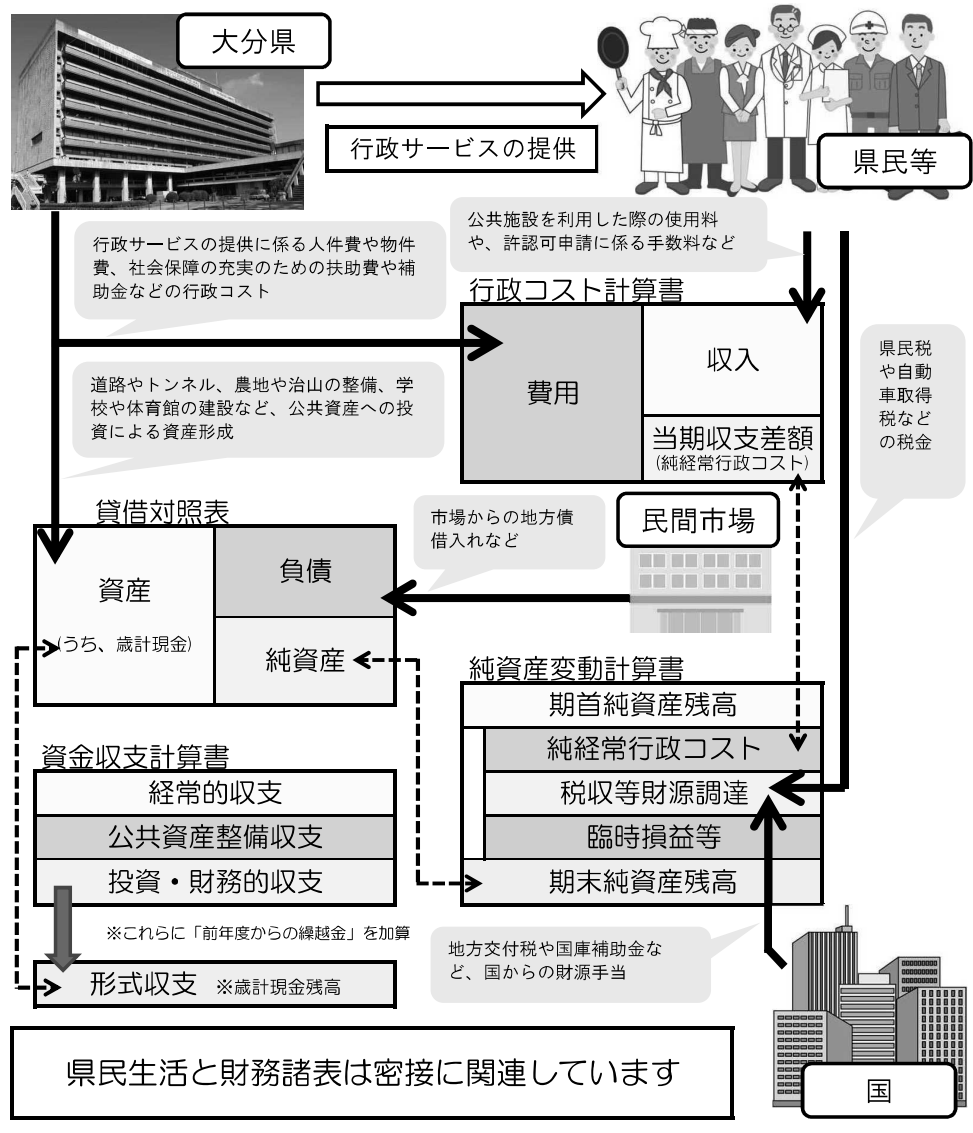 大分県
行政サービスの提供
県民等
行政サービスの提供に係る人件費や物件
費、社会保障の充実のための扶助費や補
助金などの行政コスト
公共施設を利用した際の使用料
や、許認可申請に係る手数料など
行政コスト計算書
費用
収入
当期収支差額
(純経常行政コスト)
県民税
や自動
車取得
税など
の税金
道路やトンネル、農地や治山の整備、学
校や体育館の建設など、公共資産への投
資による資産形成
貸借対照表
資産
(うち、歳計現金)
負債
純資産
市場からの地方債
借入れなど
民間市場
純資産変動計算書
期首純資産残高
純経常行政コスト
税収等財源調達
臨時損益等
期末純資産残高
資金収支計算書
経常的収支
公共資産整備収支
投資・財務的収支
※これらに「前年度からの繰越金」を加算
形式収支 ※歳計現金残高
地方交付税や国庫補助金な
ど、国からの財源手当
国
県民生活と財務諸表は密接に関連しています